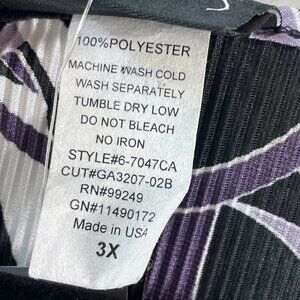 100%POLYESTER
MACHINE WASH COLD
WASH SEPARATELY
TUMBLE DRY LOW
DO NOT BLEACH
NO IRON
STYLE#6-7047CA
CUT#GA3207-02B
RN#99249
GN#11490172
Made in USA
3X